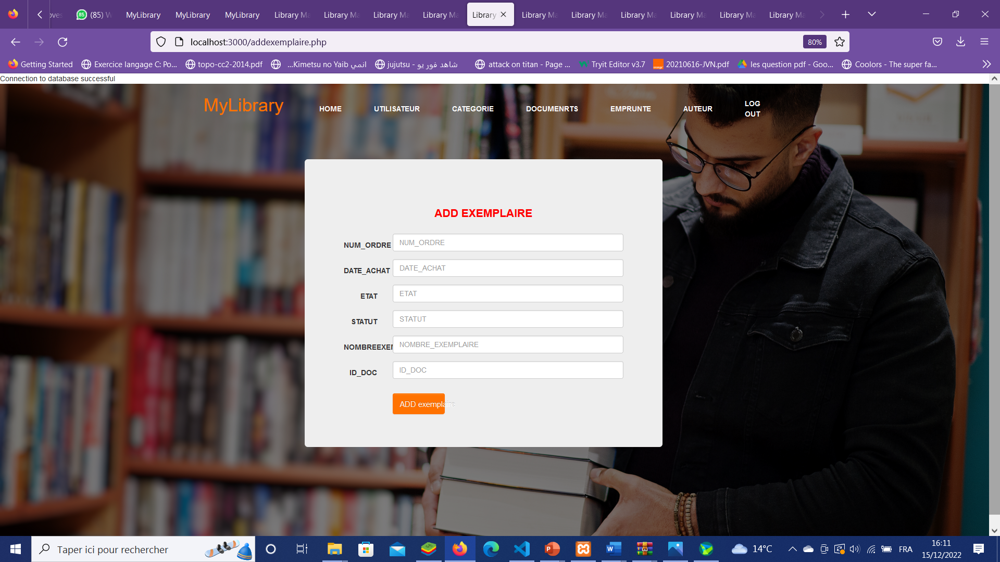 oves
(85) W
MyLibrary
MyLibrary
MyLibrary
Library Ma
Library Ma
Library Ma
Library Ma
Library
Library Ma
Library Ma
Library Ma
Library Ma
Library Ma
Library Ma
localhost:3000/addexemplaire.php
80%
Getting Started
Exercice langage C: Po...
topo-cc2-2014.pdf
...Kimetsu no Yaib انمي
jujutsu - شاهد فور يو
attack on titan - Page ...
Tryit Editor v3.7
20210616-JVN.pdf
les question pdf - Goo...
Coolors - The super fa...
Connection to database successful
MyLibrary
HOME
UTILISATEUR
CATEGORIE
DOCUMENRTS
EMPRUNTE
AUTEUR
LOG
OUT
ADD EXEMPLAIRE
NUM_ORDRE
NUM_ORDRE
DATE_ACHAT
DATE_ACHAT
ETAT
ETAT
STATUT
STATUT
NOMBREEXEM
NOMBRE_EXEMPLAIRE
ID_DOC
ID_DOC
ADD exemplaire
Taper ici pour rechercher
14°C
FRA
16:11
15/12/2022